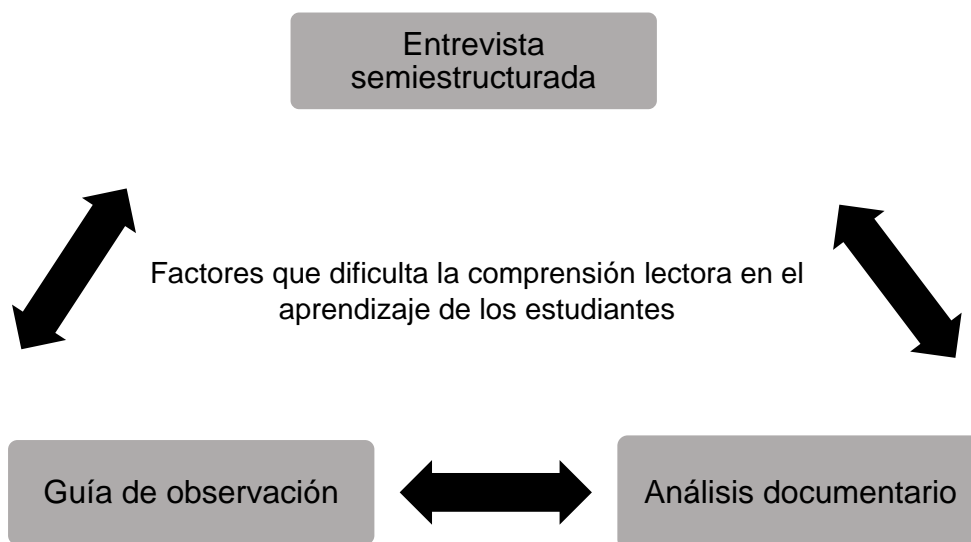 Entrevista
semiestructurada
Factores que dificulta la comprensión lectora en el
aprendizaje de los estudiantes
Guía de observación
Análisis documentario